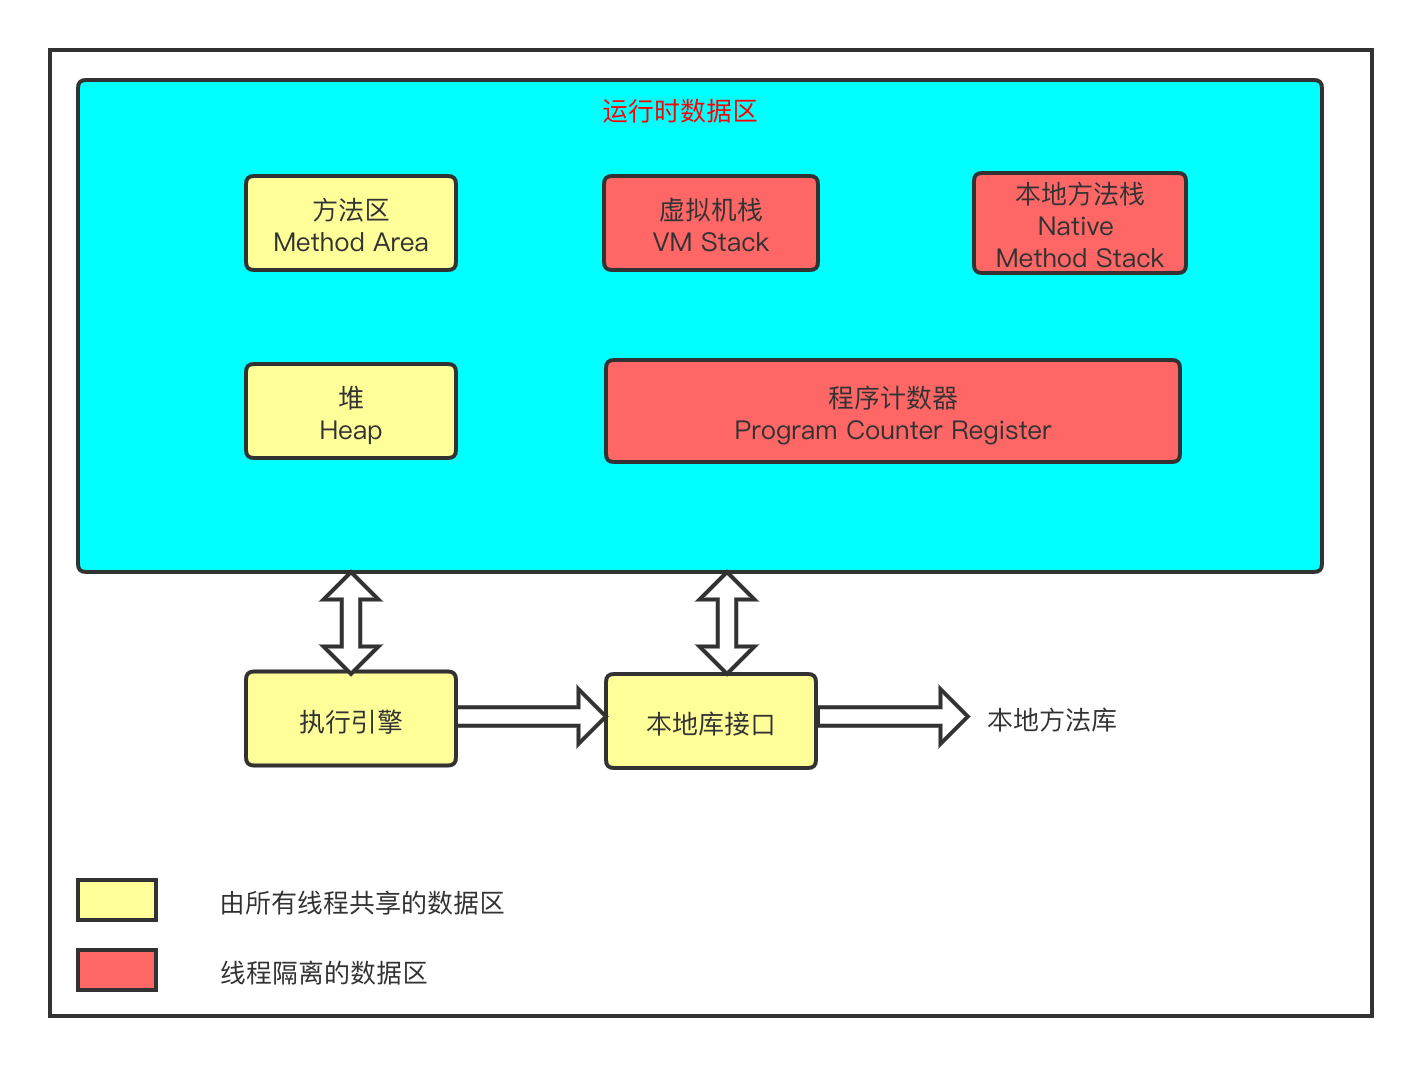 运行时数据区
方法区
Method Area
虚拟机栈
VM Stack
本地方法栈
Native
Method Stack
堆
Heap
程序计数器
Program Counter Register
执行引擎
本地库接口
本地方法库
由所有线程共享的数据区
线程隔离的数据区